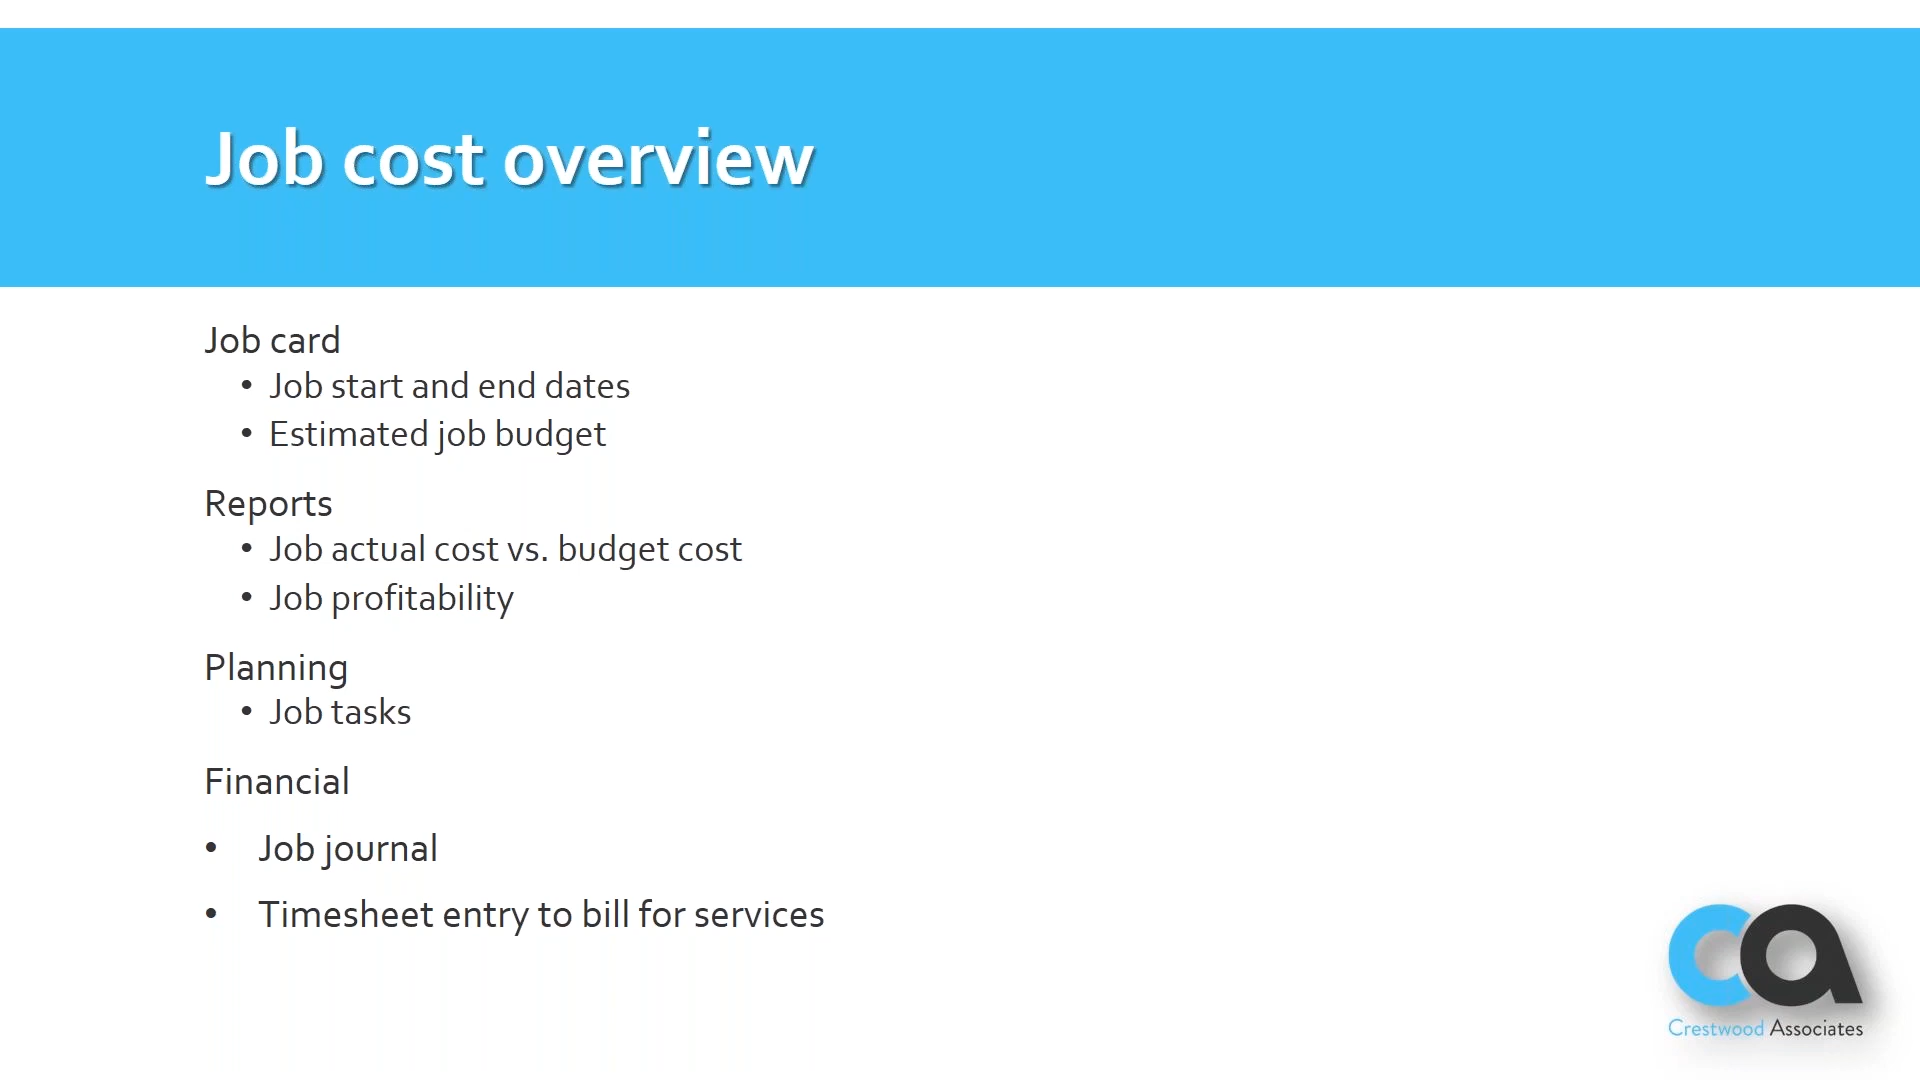 Job cost overview
Job card
• Job start and end dates
• Estimated job budget
Reports
• Job actual cost vs. budget cost
• Job profitability
Planning
• Job tasks
Financial
• Job journal
• Timesheet entry to bill for services
ca
Crestwood Associates